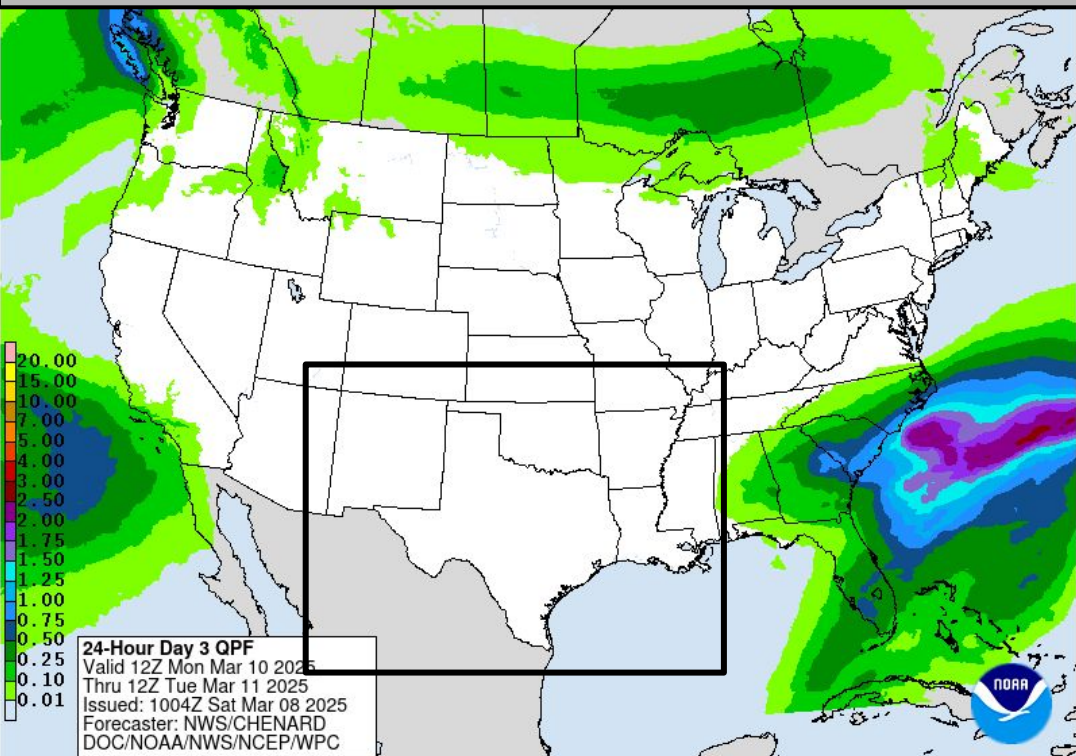 20.00
15.00
10.00
7.00
5.00
4.00
3.00
2.50
2.00
1.75
1.50
1.25
1.00
0.75
0.50
0.25
0.10
0.01
24-Hour Day 3 QPF
Valid 12Z Mon Mar 10 2025
Thru 12Z Tue Mar 11 2025
Issued: 1004Z Sat Mar 08 2025
Forecaster: NWS/CHENARD
DOC/NOAA/NWS/NCEP/WPC
NOAA